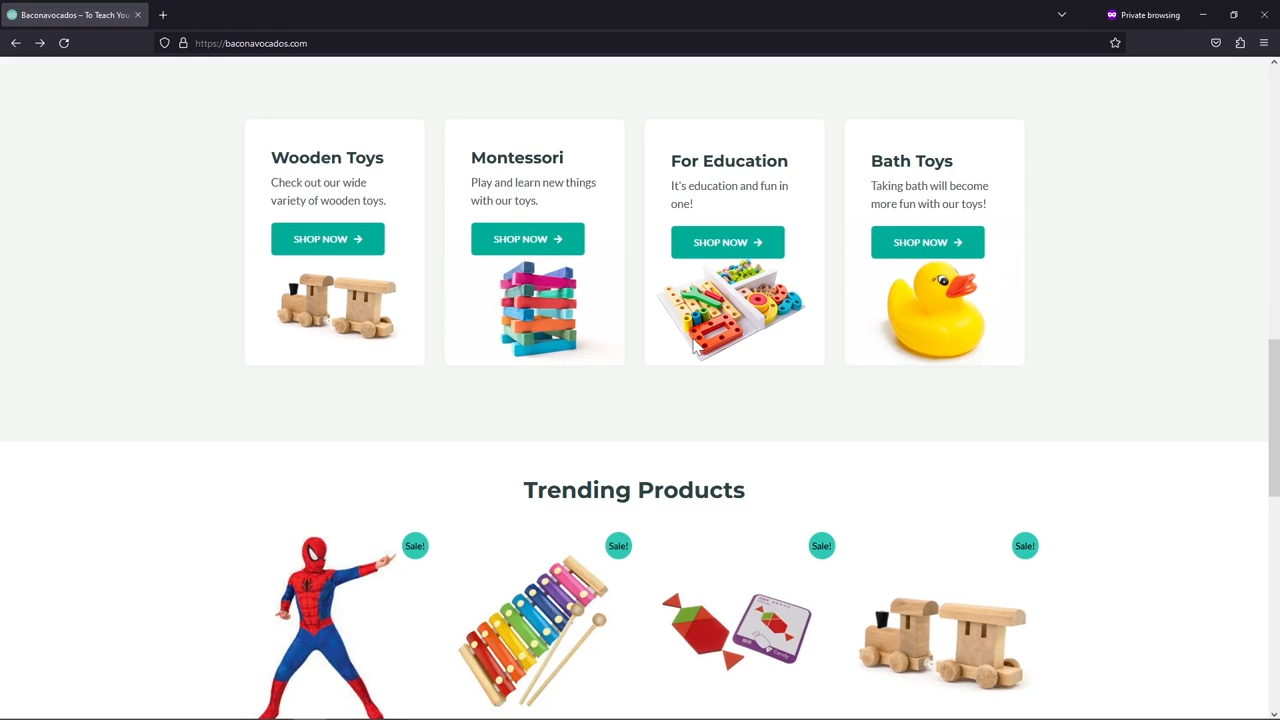 Baconavocados – To Teach You
Private browsing
https://baconavocados.com
Wooden Toys
Check out our wide
variety of wooden toys.
SHOP NOW →
Montessori
Play and learn new things
with our toys.
SHOP NOW →
For Education
It's education and fun in
one!
SHOP NOW →
Bath Toys
Taking bath will become
more fun with our toys!
SHOP NOW →
Trending Products
Sale!
Sale!
Sale!
Sale!
Candy